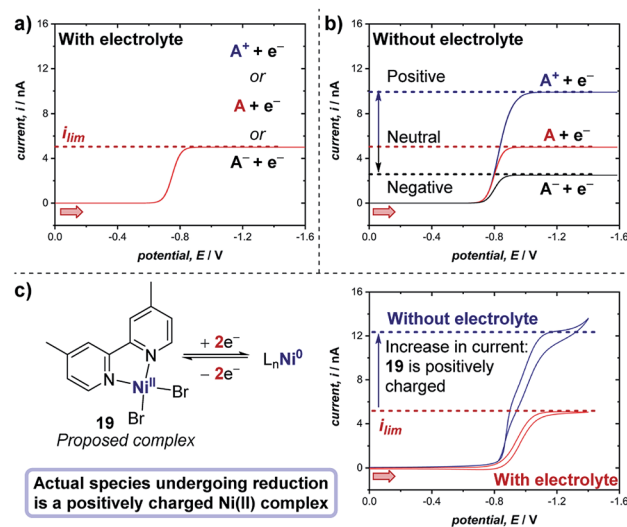 a)
With electrolyte
A⁺ + e⁻
or
A + e⁻
or
A⁻ + e⁻
i_lim
current, i / nA
16
12
8
4
0
0.0 -0.4 -0.8 -1.2 -1.6
potential, E / V
b)
Without electrolyte
Positive
A⁺ + e⁻
Neutral
A + e⁻
Negative
A⁻ + e⁻
current, i / nA
16
12
8
4
0
0.0 -0.4 -0.8 -1.2 -1.6
potential, E / V
c)
N
N
Ni^II
Br
Br
19
Proposed complex
+ 2e⁻
− 2e⁻
LₙNi⁰
Actual species undergoing reduction
is a positively charged Ni(II) complex
Without electrolyte
Increase in current:
19 is positively
charged
i_lim
With electrolyte
current, i / nA
16
12
8
4
0
0.0 -0.4 -0.8 -1.2 -1.6
potential, E / V